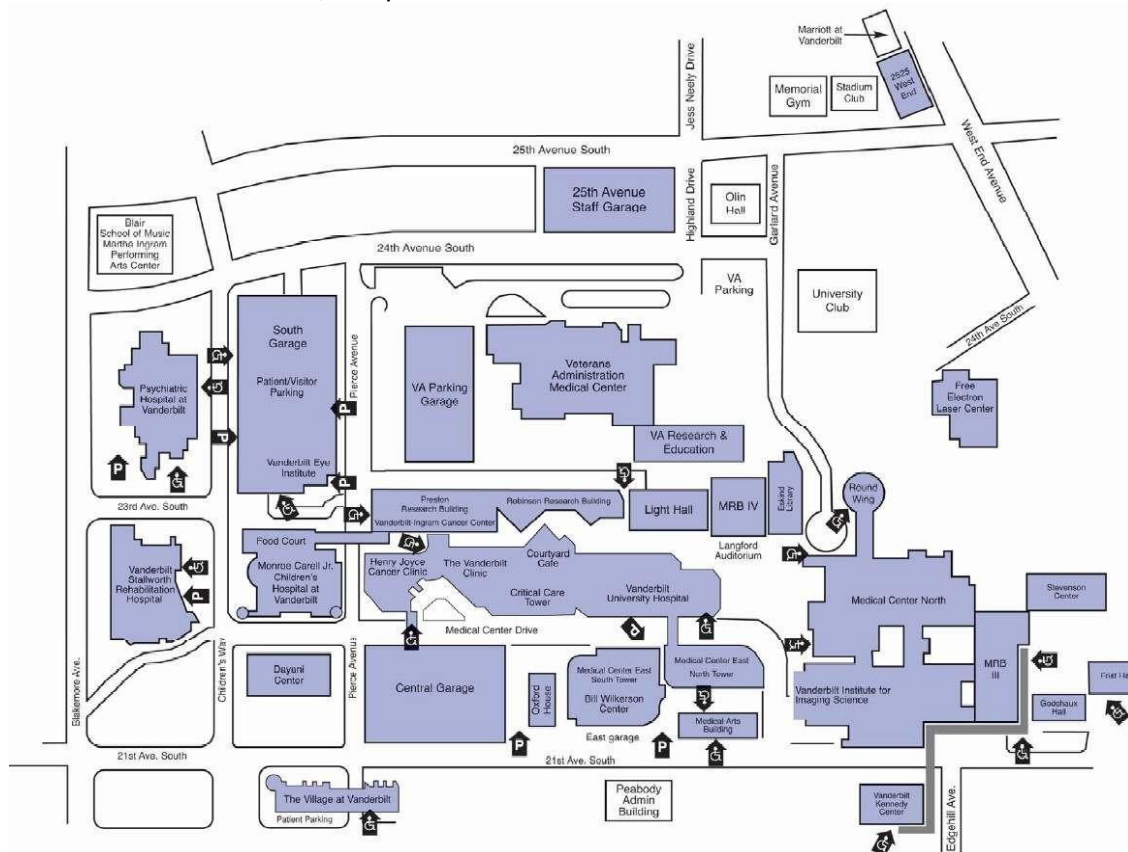 Marriott at
Vanderbilt
2525
West
End
Memorial
Gym
Stadium
Club
West End Avenue
Jess Neely Drive
25th Avenue South
25th Avenue
Staff Garage
Highland Drive
Olin
Hall
Garland Avenue
Blair
School of Music
Martha Ingram
Performing
Arts Center
24th Avenue South
VA
Parking
University
Club
24th Ave South
South
Garage
Patient/Visitor
Parking
Vanderbilt Eye
Institute
Pierce Avenue
Psychiatric
Hospital at
Vanderbilt
VA Parking
Garage
Veterans
Administration
Medical Center
VA Research &
Education
Free
Electron
Laser Center
P
P
P
P
23rd Ave. South
Preston
Research Building
Robinson Research Building
Vanderbilt-Ingram Cancer Center
Light Hall
MRB IV
Eskind
Library
Round
Wing
Langford
Auditorium
Food Court
Monroe Carell Jr.
Children's
Hospital at
Vanderbilt
Vanderbilt
Stallworth
Rehabilitation
Hospital
P
Henry Joyce
Cancer Clinic
The Vanderbilt
Clinic
Courtyard
Cafe
Critical Care
Tower
Vanderbilt
University Hospital
Medical Center North
Stevenson
Center
Medical Center Drive
P
Blakemore Ave.
Children's Way
Dayani
Center
Pierce Avenue
Central Garage
Oxford
House
Medical Center East
South Tower
Bill Wilkerson
Center
Medical Center East
North Tower
Medical Arts
Building
Vanderbilt Institute for
Imaging Science
MRB
III
Godchaux
Hall
Frist Ha
East garage
P
P
21st Ave. South
21st Ave. South
The Village at Vanderbilt
Patient Parking
Peabody
Admin
Building
Vanderbilt
Kennedy
Center
Edgehill Ave.